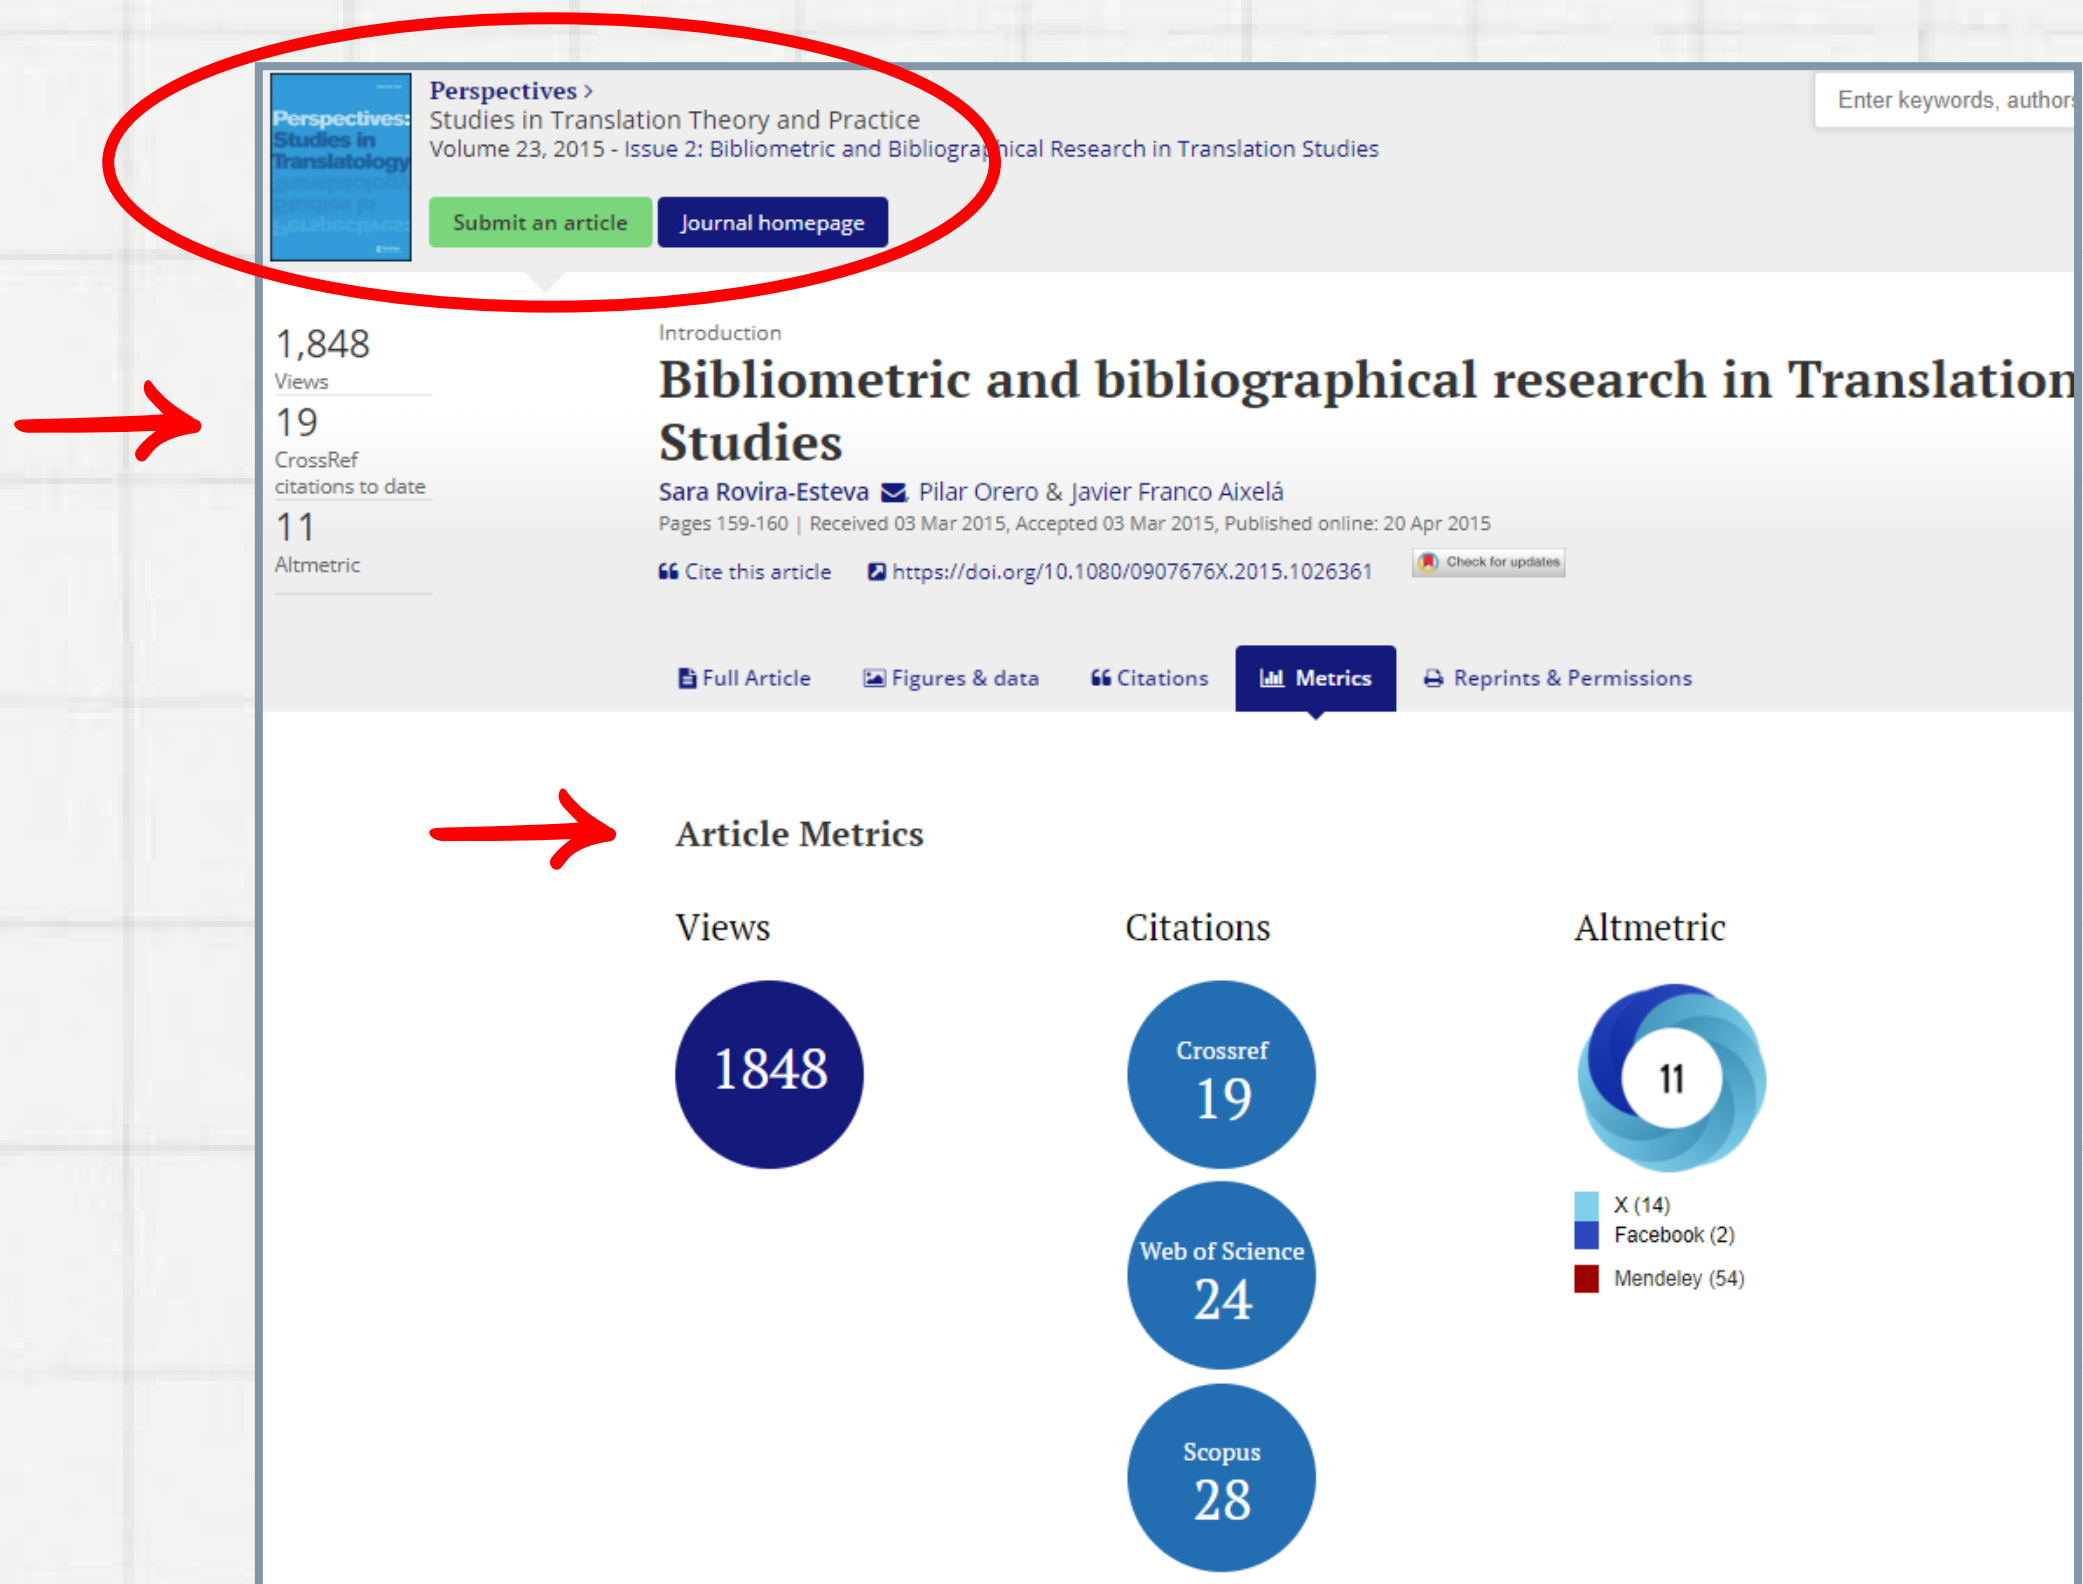 Perspectives:
Studies in
Translatology
Perspectives >
Studies in Translation Theory and Practice
Volume 23, 2015 - Issue 2: Bibliometric and Bibliographical Research in Translation Studies
Submit an article
Journal homepage
Enter keywords, authors
1,848
Views
19
CrossRef
citations to date
11
Altmetric
Introduction
Bibliometric and bibliographical research in Translation
Studies
Sara Rovira-Esteva, Pilar Orero & Javier Franco Aixelá
Pages 159-160 | Received 03 Mar 2015, Accepted 03 Mar 2015, Published online: 20 Apr 2015
Cite this article
https://doi.org/10.1080/0907676X.2015.1026361
Check for updates
Full Article
Figures & data
Citations
Metrics
Reprints & Permissions
Article Metrics
Views
1848
Citations
Crossref
19
Web of Science
24
Scopus
28
Altmetric
11
X (14)
Facebook (2)
Mendeley (54)